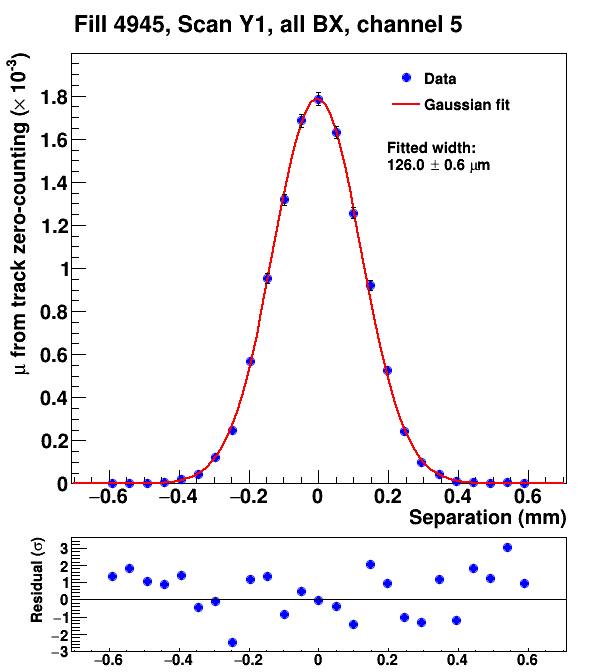 Fill 4945, Scan Y1, all BX, channel 5
μ from track zero-counting (× 10⁻³)
1.8
1.6
1.4
1.2
1
0.8
0.6
0.4
0.2
0
Data
Gaussian fit
Fitted width:
126.0 ± 0.6 μm
−0.6 −0.4 −0.2 0 0.2 0.4 0.6
Separation (mm)
Residual (σ)
3
2
1
0
−1
−2
−3
−0.6 −0.4 −0.2 0 0.2 0.4 0.6